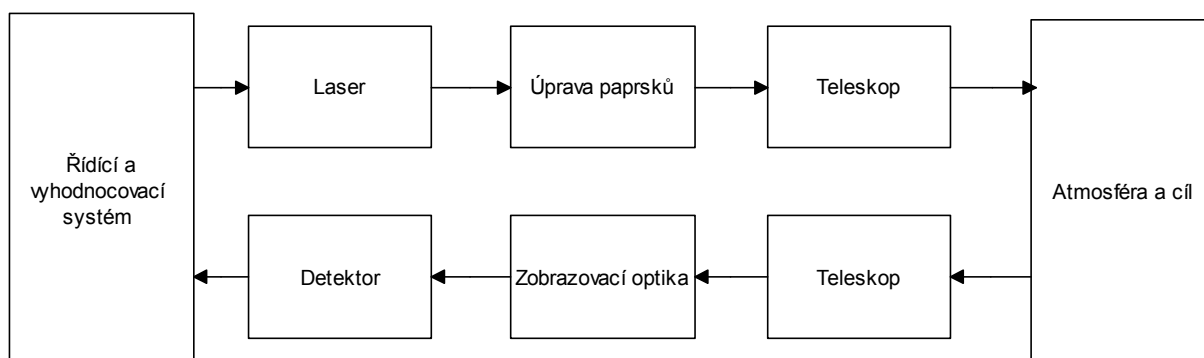 Řídící a
vyhodnocovací
systém
Laser
Úprava paprsků
Teleskop
Atmosféra a cíl
Detektor
Zobrazovací optika
Teleskop